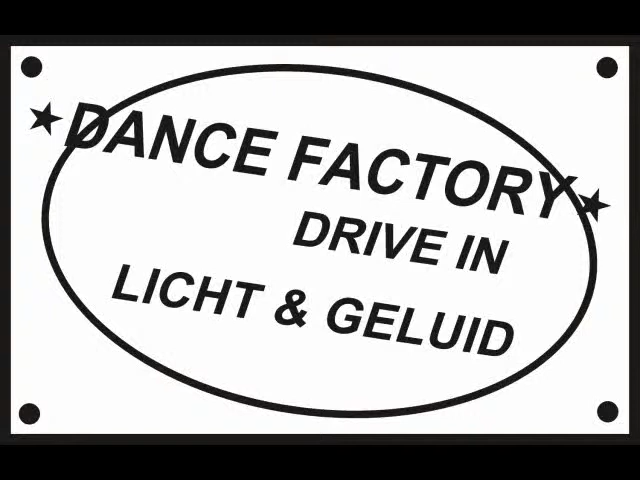 ★DANCE FACTORY★
DRIVE IN
LICHT & GELUID